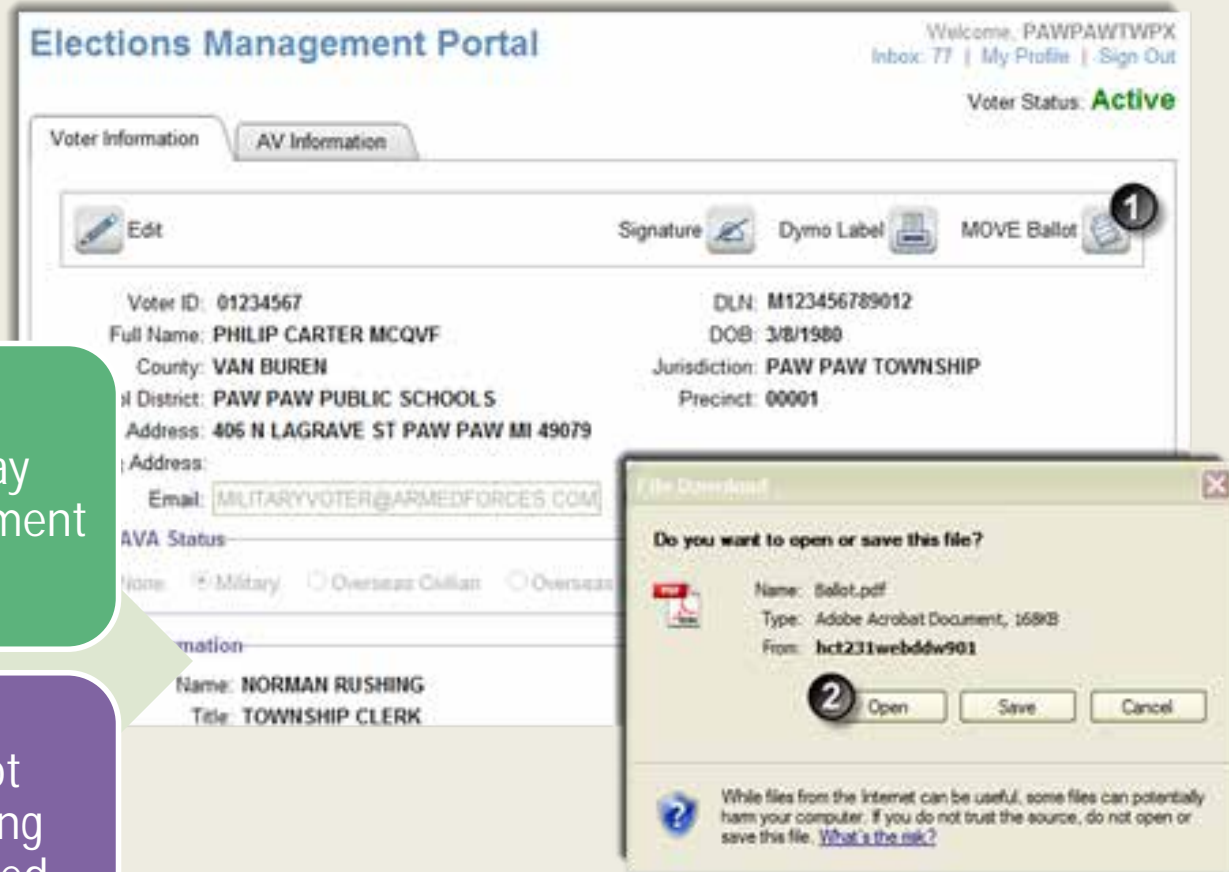 Elections Management Portal
Welcome, PAWPAWTWPX
Inbox: 77 | My Profile | Sign Out
Voter Status: Active
Voter Information
AV Information
Edit
Signature
Dymo Label
MOVE Ballot
1
Voter ID: 01234567
DLN: M123456789012
Full Name: PHILIP CARTER MCQVF
DOB: 3/8/1980
County: VAN BUREN
Jurisdiction: PAW PAW TOWNSHIP
District: PAW PAW PUBLIC SCHOOLS
Precinct: 00001
Address: 406 N LAGRAVE ST PAW PAW MI 49079
Address:
Email: MILITARYVOTER@ARMEDFORCES.COM
AVA Status
None Military Overseas Civilian Overseas
mation
Name: NORMAN RUSHING
Title: TOWNSHIP CLERK
ay
ment
ot
ng
ed
File Download
Do you want to open or save this file?
Name: Ballot.pdf
Type: Adobe Acrobat Document, 168KB
From: hct231webddw901
2
Open
Save
Cancel
While files from the Internet can be useful, some files can potentially
harm your computer. If you do not trust the source, do not open or
save this file. What's the risk?